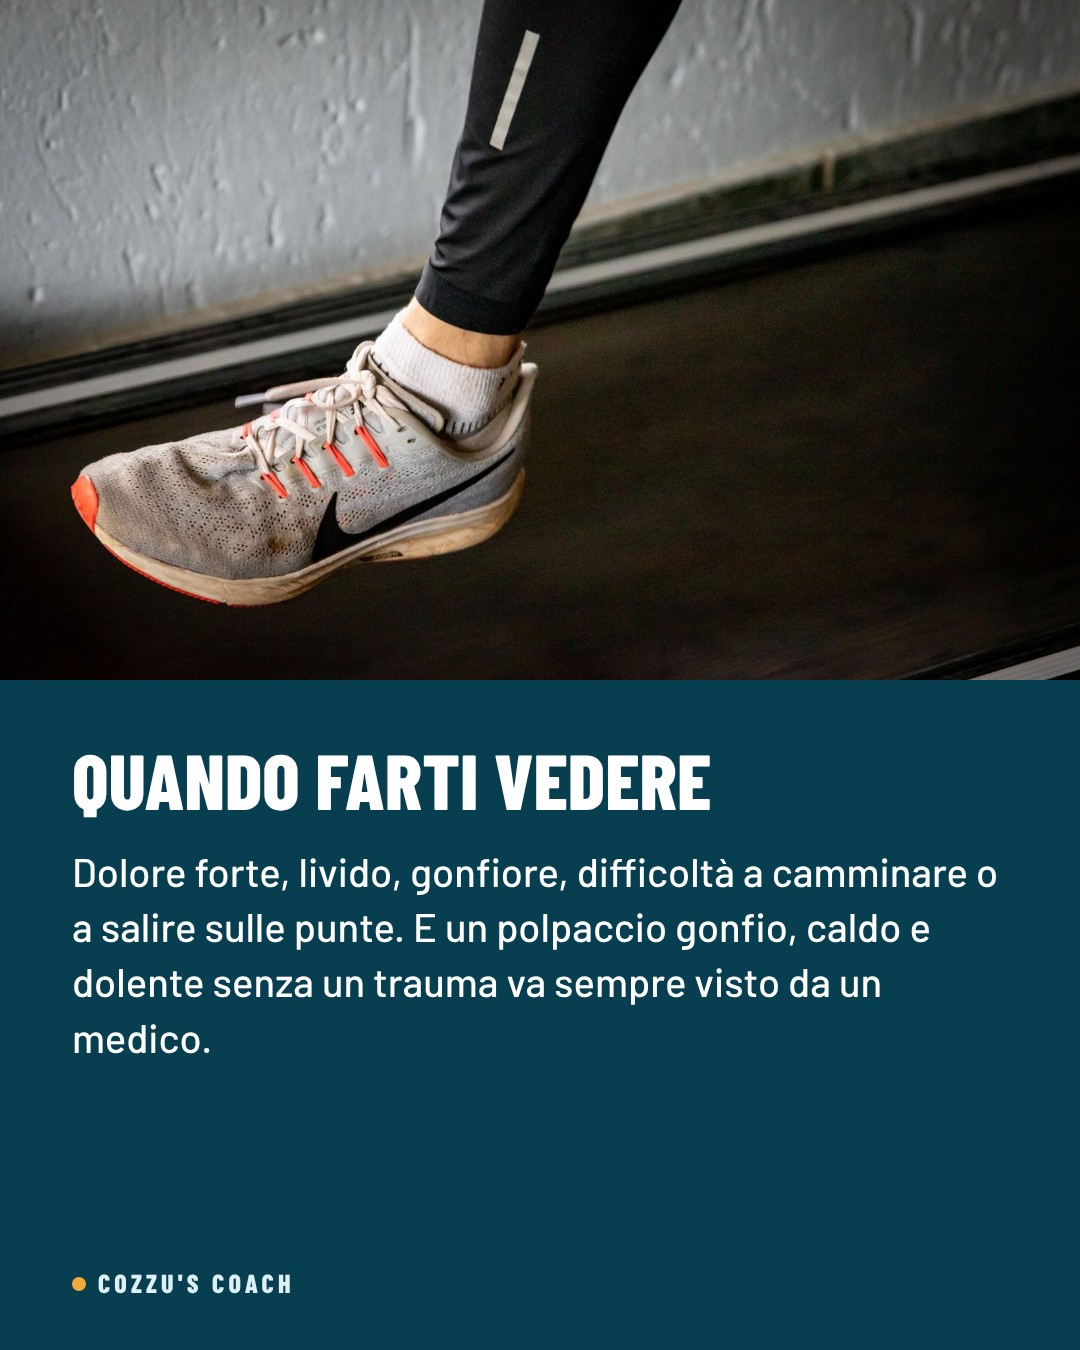 QUANDO FARTI VEDERE
Dolore forte, livido, gonfiore, difficoltà a camminare o
a salire sulle punte. E un polpaccio gonfio, caldo e
dolente senza un trauma va sempre visto da un
medico.
COZZU'S COACH